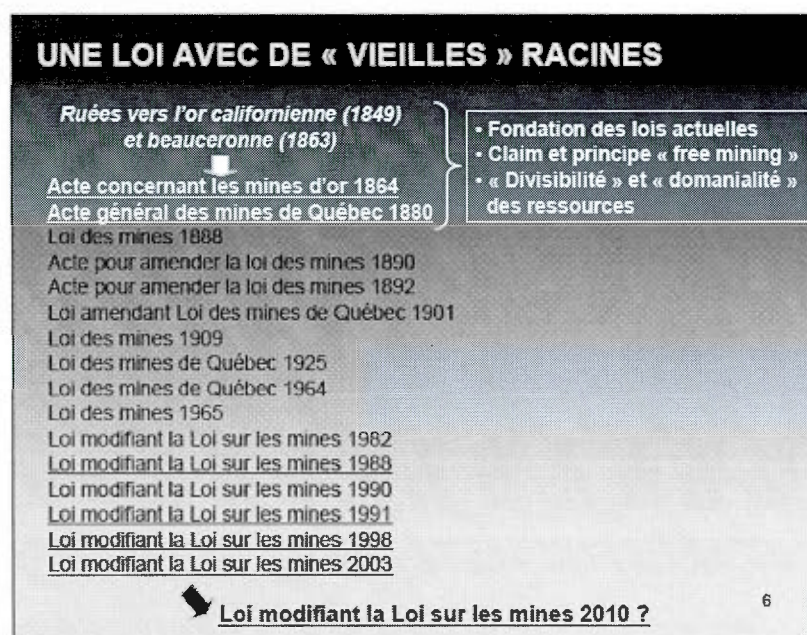 UNE LOI AVEC DE « VIEILLES » RACINES
Ruées vers l'or californienne (1849)
et beauceronne (1863)
Acte concernant les mines d'or 1864
Acte général des mines de Québec 1880
• Fondation des lois actuelles
• Claim et principe « free mining »
• « Divisibilité » et « domanialité »
des ressources
Loi des mines 1888
Acte pour amender la loi des mines 1890
Acte pour amender la loi des mines 1892
Loi amendant Loi des mines de Québec 1901
Loi des mines 1909
Loi des mines de Québec 1925
Loi des mines de Québec 1964
Loi des mines 1965
Loi modifiant la Loi sur les mines 1982
Loi modifiant la Loi sur les mines 1988
Loi modifiant la Loi sur les mines 1990
Loi modifiant la Loi sur les mines 1991
Loi modifiant la Loi sur les mines 1998
Loi modifiant la Loi sur les mines 2003
Loi modifiant la Loi sur les mines 2010 ?
6